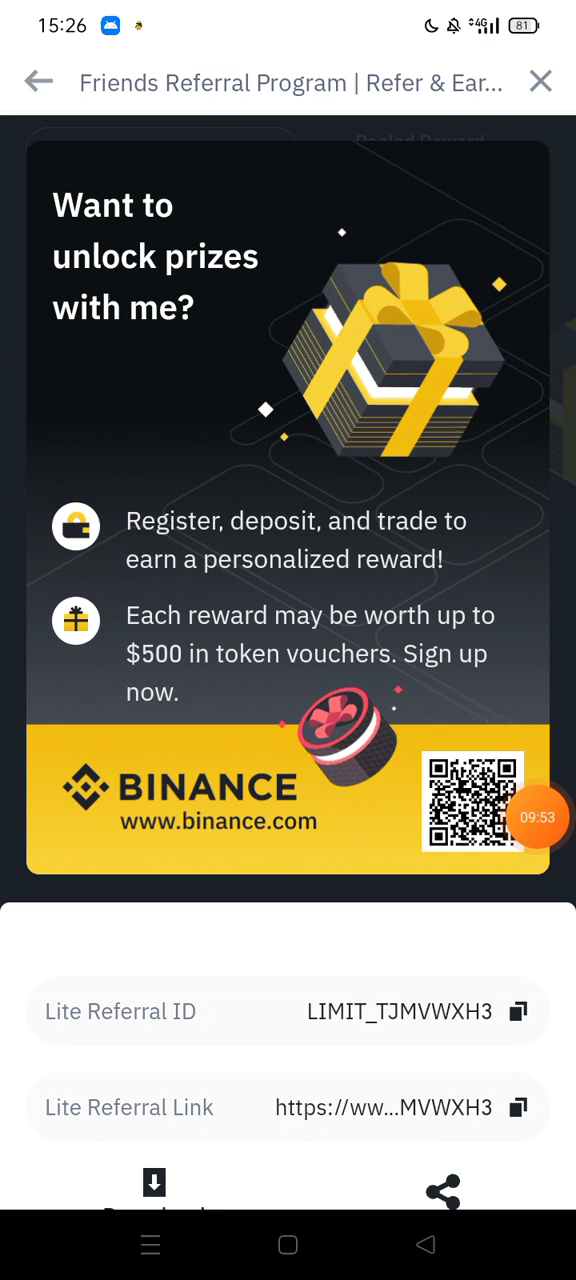 15:26
4G
81
Friends Referral Program | Refer & Ear...
Want to
unlock prizes
with me?
Register, deposit, and trade to
earn a personalized reward!
Each reward may be worth up to
$500 in token vouchers. Sign up
now.
BINANCE
www.binance.com
09:53
Lite Referral ID
LIMIT_TJMVWXH3
Lite Referral Link
https://ww...MVWXH3